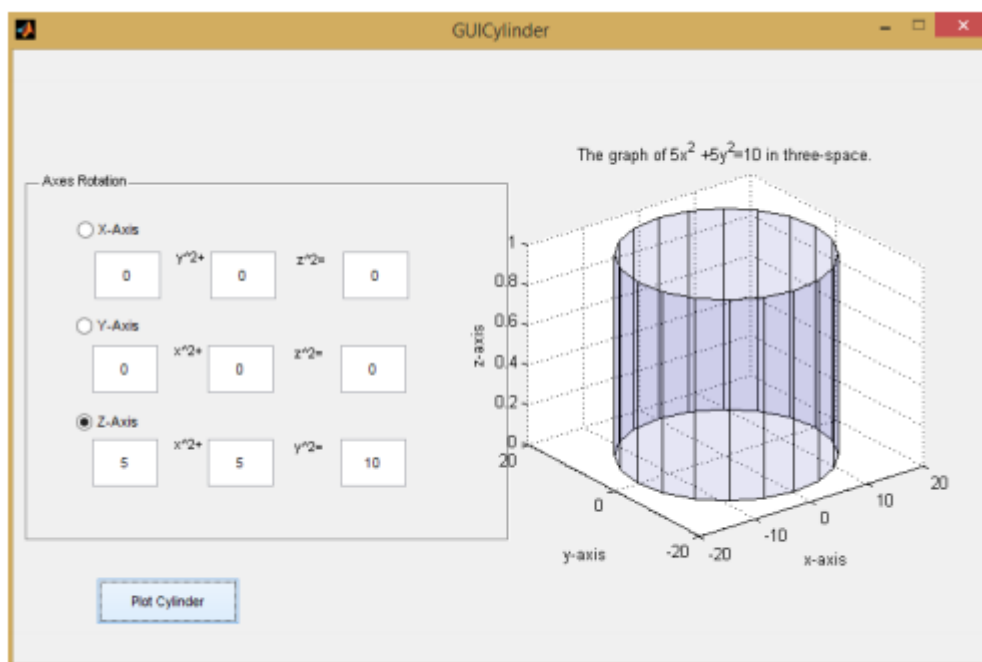 GUICylinder
Axes Rotation
X-Axis
0 y^2+ 0 z^2= 0
Y-Axis
0 x^2+ 0 z^2= 0
Z-Axis
5 x^2+ 5 y^2= 10
Plot Cylinder
The graph of 5x² +5y²=10 in three-space.
1
0.8
0.6
0.4
0.2
0
z-axis
20
0
-20
y-axis
-20
-10
0
10
20
x-axis